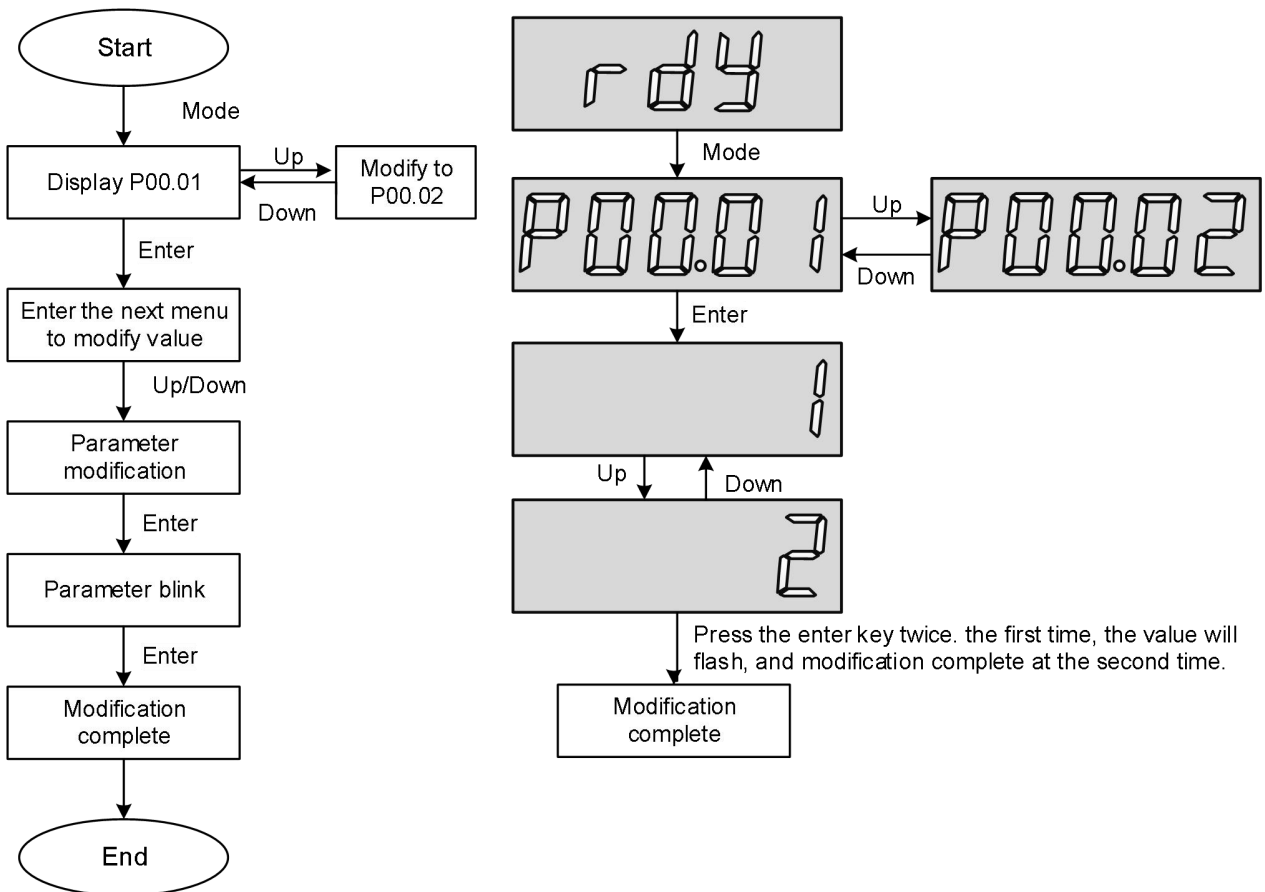 Start
Mode
Display P00.01
Up
Down
Modify to
P00.02
Enter
Enter the next menu
to modify value
Up/Down
Parameter
modification
Enter
Parameter blink
Enter
Modification
complete
End
rdy
Mode
P00.01
Up
Down
P00.02
Enter
1
Up
Down
2
Press the enter key twice. the first time, the value will
flash, and modification complete at the second time.
Modification
complete